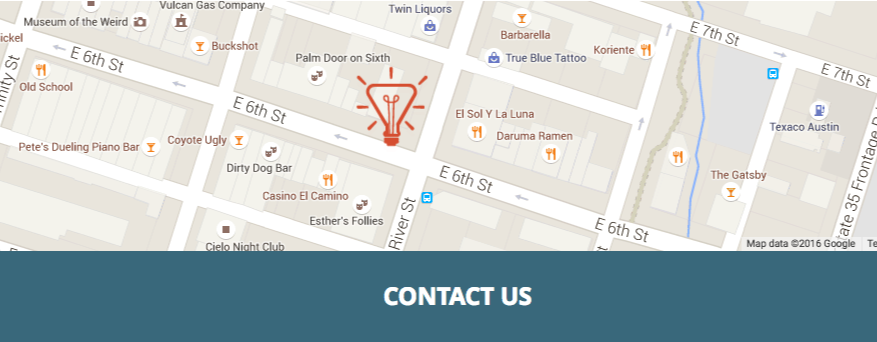 Vulcan Gas Company
Twin Liquors
Museum of the Weird
Barbarella
E 7th St
nickel
Buckshot
Koriente
E 6th St
Palm Door on Sixth
True Blue Tattoo
E 7th St
Old School
inity St
E 6th St
El Sol Y La Luna
Texaco Austin
Pete's Dueling Piano Bar
Coyote Ugly
Daruma Ramen
Dirty Dog Bar
The Gatsby
E 6th St
Casino El Camino
Esther's Follies
River St
E 6th St
ate 35 Frontage
Cielo Night Club
Map data ©2016 Google
Te
CONTACT US